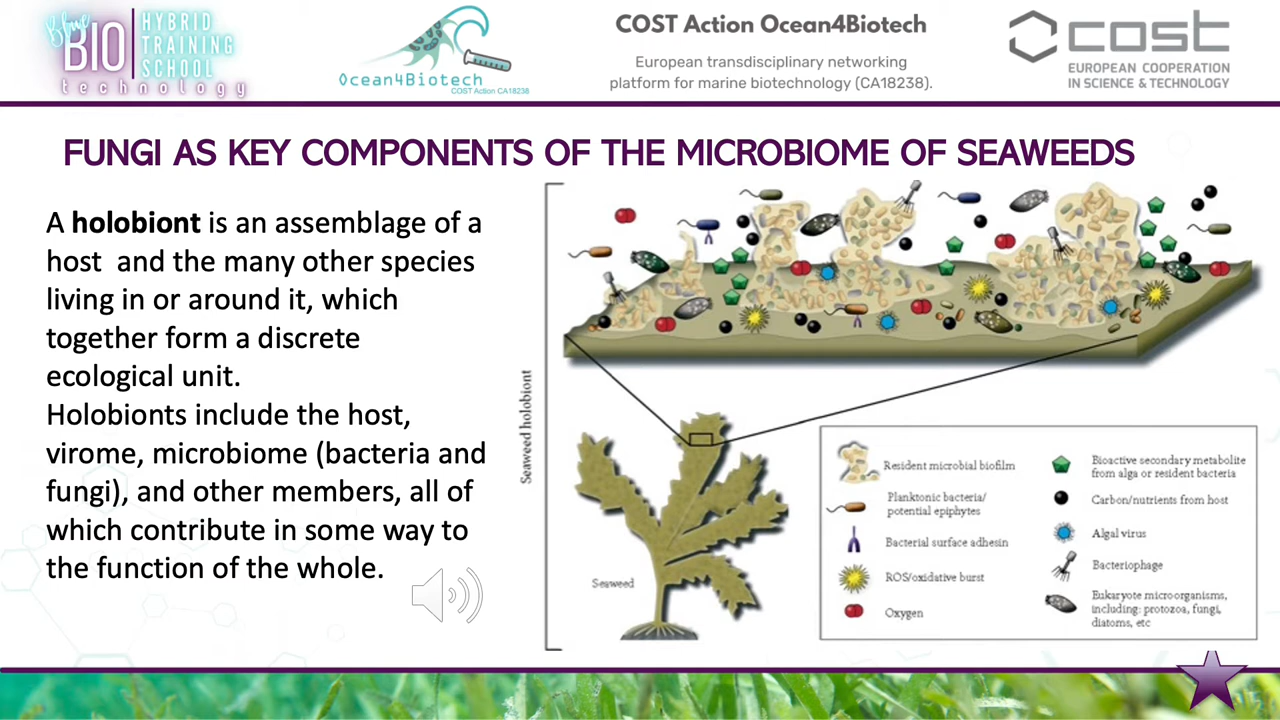 Blue
BIO
HYBRID
TRAINING
SCHOOL
technology
Ocean4Biotech
COST Action CA18238
COST Action Ocean4Biotech
European transdisciplinary networking
platform for marine biotechnology (CA18238).
cost
EUROPEAN COOPERATION
IN SCIENCE & TECHNOLOGY
FUNGI AS KEY COMPONENTS OF THE MICROBIOME OF SEAWEEDS
A holobiont is an assemblage of a
host and the many other species
living in or around it, which
together form a discrete
ecological unit.
Holobionts include the host,
virome, microbiome (bacteria and
fungi), and other members, all of
which contribute in some way to
the function of the whole.
Seaweed holobiont
Seaweed
Resident microbial biofilm
Planktonic bacteria/
potential epiphytes
Bacterial surface adhesin
ROS/oxidative burst
Oxygen
Bioactive secondary metabolite
from alga or resident bacteria
Carbon/nutrients from host
Algal virus
Bacteriophage
Eukaryote microorganisms,
including: protozoa, fungi,
diatoms, etc